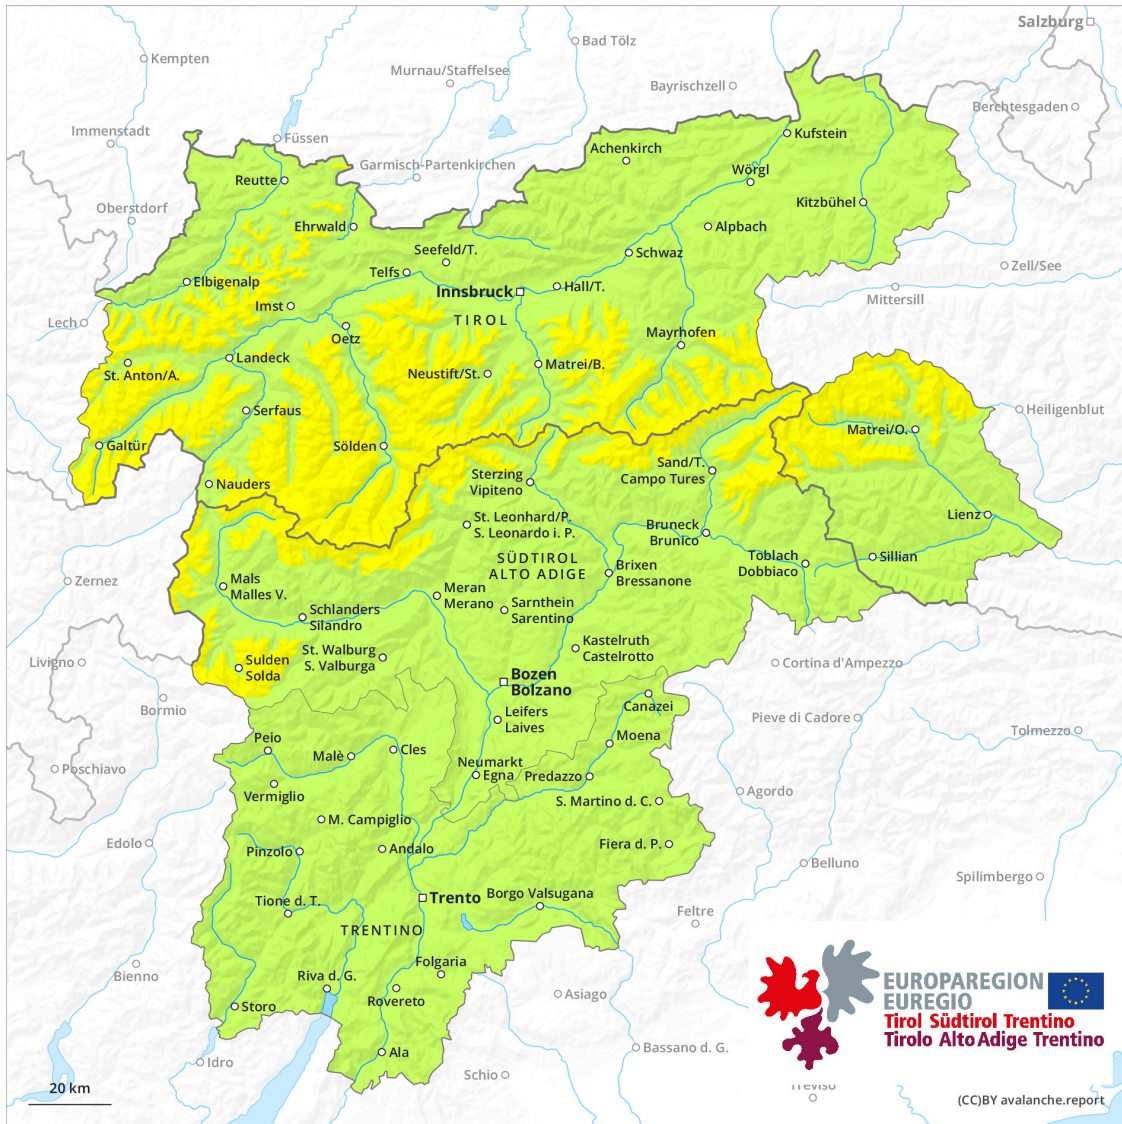 Salzburg
Bad Tölz
Kempten
Murnau/Staffelsee
Bayrischzell
Berchtesgaden
Immenstadt
Füssen
Kufstein
Achenkirch
Garmisch-Partenkirchen
Wörgl
Reutte
Kitzbühel
Oberstdorf
Ehrwald
Alpbach
Seefeld/T.
Schwaz
Zell/See
Telfs
Elbigenalp
Hall/T.
Innsbruck
Mittersill
Imst
TIROL
Lech
Mayrhofen
Oetz
Landeck
Matrei/B.
Neustift/St.
St. Anton/A.
Serfaus
Heiligenblut
Matrei/O.
Galtür
Sölden
Sand/T.
Campo Tures
Sterzing
Vipiteno
Nauders
St. Leonhard/P.
S. Leonardo i. P.
Lienz
Bruneck
Brunico
SÜDTIROL
ALTO ADIGE
Toblach
Dobbiaco
Sillian
Brixen
Bressanone
Zernez
Mals
Malles V.
Meran
Merano
Sarnthein
Sarentino
Schlanders
Silandro
Kastelruth
Castelrotto
St. Walburg
S. Valburga
Livigno
Sulden
Solda
Cortina d'Ampezzo
Bozen
Bolzano
Bormio
Canazei
Leifers
Laives
Pieve di Cadore
Tolmezzo
Moena
Peio
Cles
Malè
Neumarkt
Egna
Predazzo
Poschiavo
Vermiglio
Agordo
S. Martino d. C.
M. Campiglio
Edolo
Pinzolo
Andalo
Fiera d. P.
Belluno
Spilimbergo
Trento
Borgo Valsugana
Tione d. T.
Feltre
TRENTINO
Folgaria
Bienno
Riva d. G.
Rovereto
Asiago
Storo
EUROPAREGION
EUREGIO
Tirol Südtirol Trentino
Tirolo Alto Adige Trentino
Ala
Idro
Bassano d. G.
Schio
Treviso
20 km
(CC)BY avalanche.report